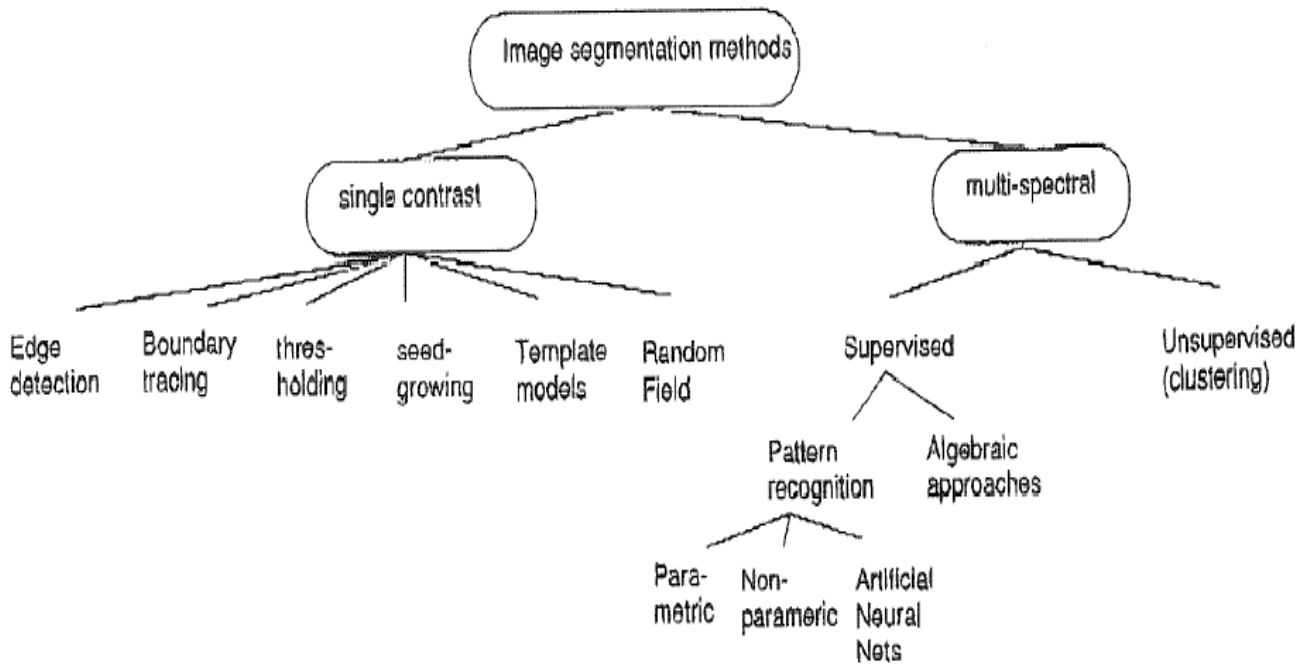 Image segmentation methods
single contrast
multi-spectral
Edge
detection
Boundary
tracing
thres-
holding
seed-
growing
Template
models
Random
Field
Supervised
Unsupervised
(clustering)
Pattern
recognition
Algebraic
approaches
Para-
metric
Non-
parameric
Artificial
Neural
Nets